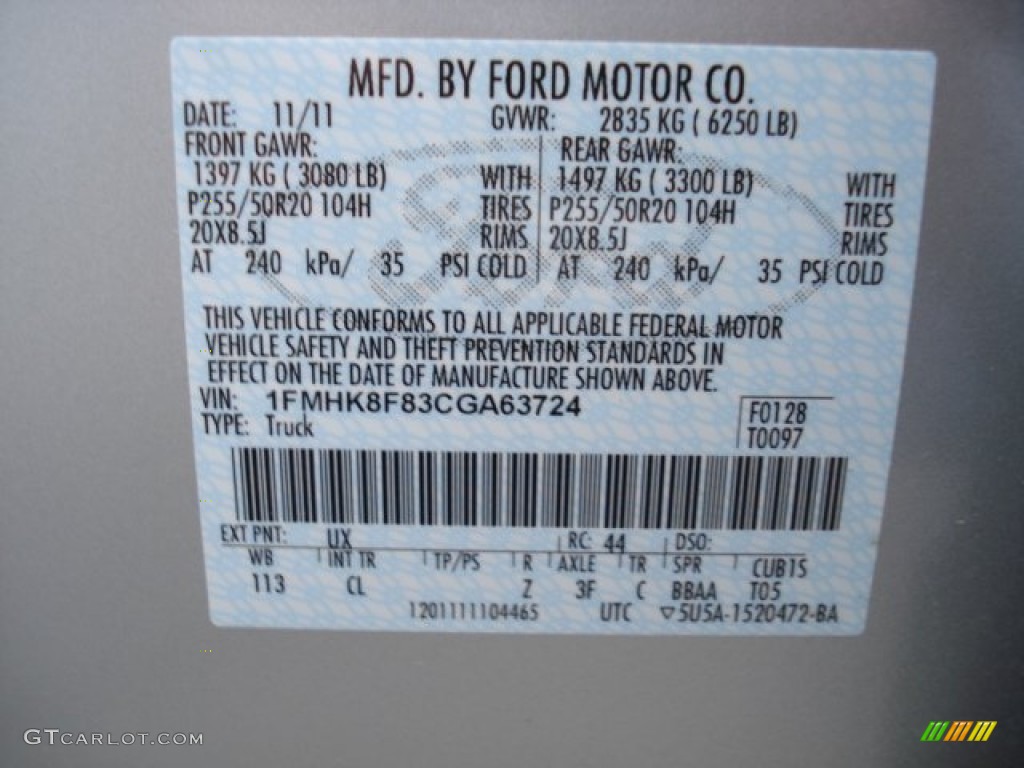 MFD. BY FORD MOTOR CO.
DATE: 11/11 GVWR: 2835 KG ( 6250 LB)
FRONT GAWR: REAR GAWR:
1397 KG ( 3080 LB) WITH 1497 KG ( 3300 LB) WITH
P255/50R20 104H TIRES P255/50R20 104H TIRES
20X8.5J RIMS 20X8.5J RIMS
AT 240 kPa/ 35 PSI COLD AT 240 kPa/ 35 PSI COLD
Ford
THIS VEHICLE CONFORMS TO ALL APPLICABLE FEDERAL MOTOR
VEHICLE SAFETY AND THEFT PREVENTION STANDARDS IN
EFFECT ON THE DATE OF MANUFACTURE SHOWN ABOVE.
VIN: 1FMHK8F83CGA63724 F0128
TYPE: Truck T0097
EXT PNT: UX RC: 44 DSO:
WB INT TR TP/PS R AXLE TR SPR CUB15
113 CL Z 3F C BBAA T05
1201111104465 UTC ▽5U5A-1520472-BA
GTCARLOT.COM